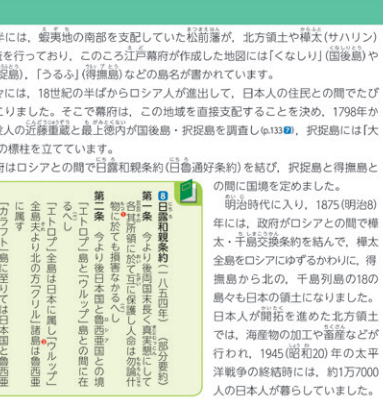 半には，蝦夷地の南部を支配していた松前藩が，北方領土や樺太(サハリン)
査を行っており，このころ江戸幕府が作成した地図には「くなしり」(国後島)や
択捉島)，「うるふ」(得撫島)などの島名が書かれています。
々には，18世紀の半ばからロシア人が進出して，日本人の住民との間でたび
こりました。そこで幕府は，この地域を直接支配することを決め，1798年か
役人の近藤重蔵と最上徳内が国後島・択捉島を調査し(p.133 2)，択捉島には「大
の標柱を立てています。
府はロシアとの間で日露和親条約(日魯通好条約)を結び，択捉島と得撫島と
の間に国境を定めました。
明治時代に入り，1875(明治8)
年には，政府がロシアとの間で樺
太・千島交換条約を結んで，樺太
全島をロシアにゆずるかわりに，得
撫島から北の，千島列島の18の
島々も日本の領土になりました。
日本人が開拓を進めた北方領土
では，海産物の加工や畜産などが
行われ，1945(昭和20)年の太平
洋戦争の終結時には，約1万7000
人の日本人が暮らしていました。
8 日露和親条約(一八五四年)(部分要約)
第一条 今より後両国末長く真実懇にして
各其所領に於て互に保護し人命は勿論什
物に於ても損害なかるへし
第二条 今より後日本国と魯西亜国との境
「エトロプ」島と「ウルップ」島との間に在
るへし
「エトロプ」全島は日本に属し「ウルップ」
全島夫より北の方「クリル」諸島は魯西亜
に属す
「カラフト」島に至りては日本国と魯西亜